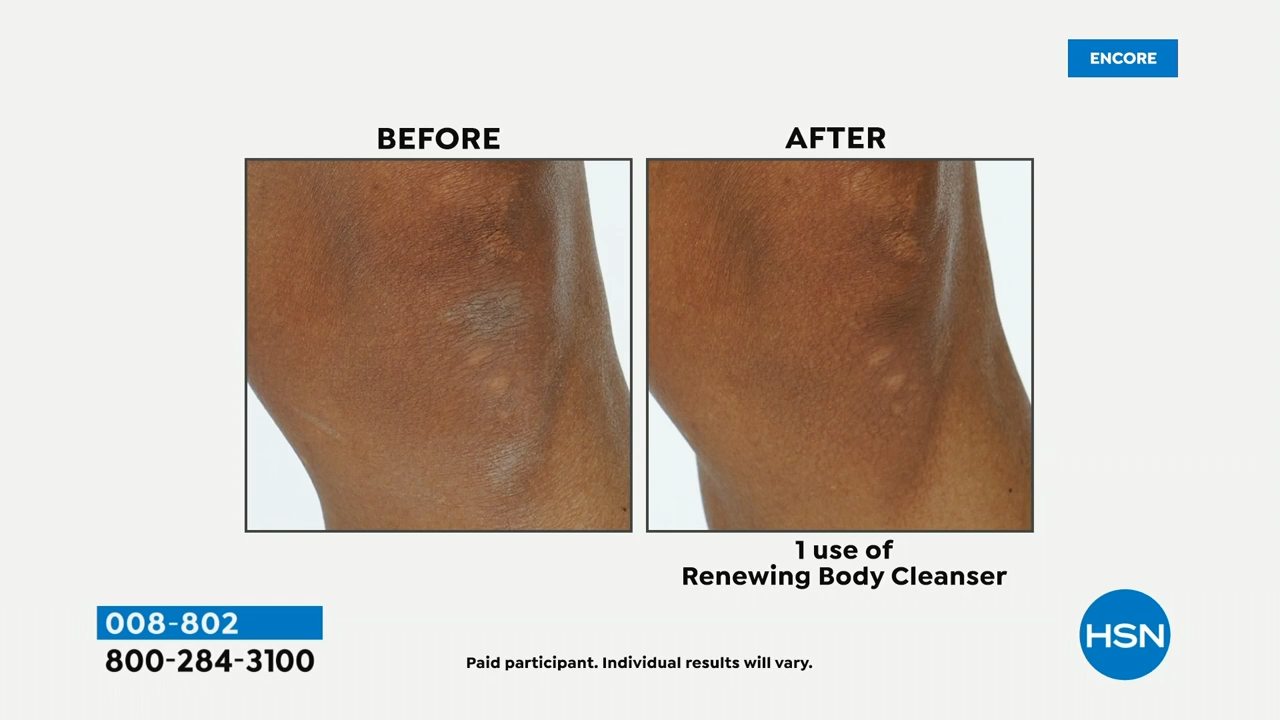 ENCORE
BEFORE
AFTER
1 use of
Renewing Body Cleanser
008-802
800-284-3100
Paid participant. Individual results will vary.
HSN